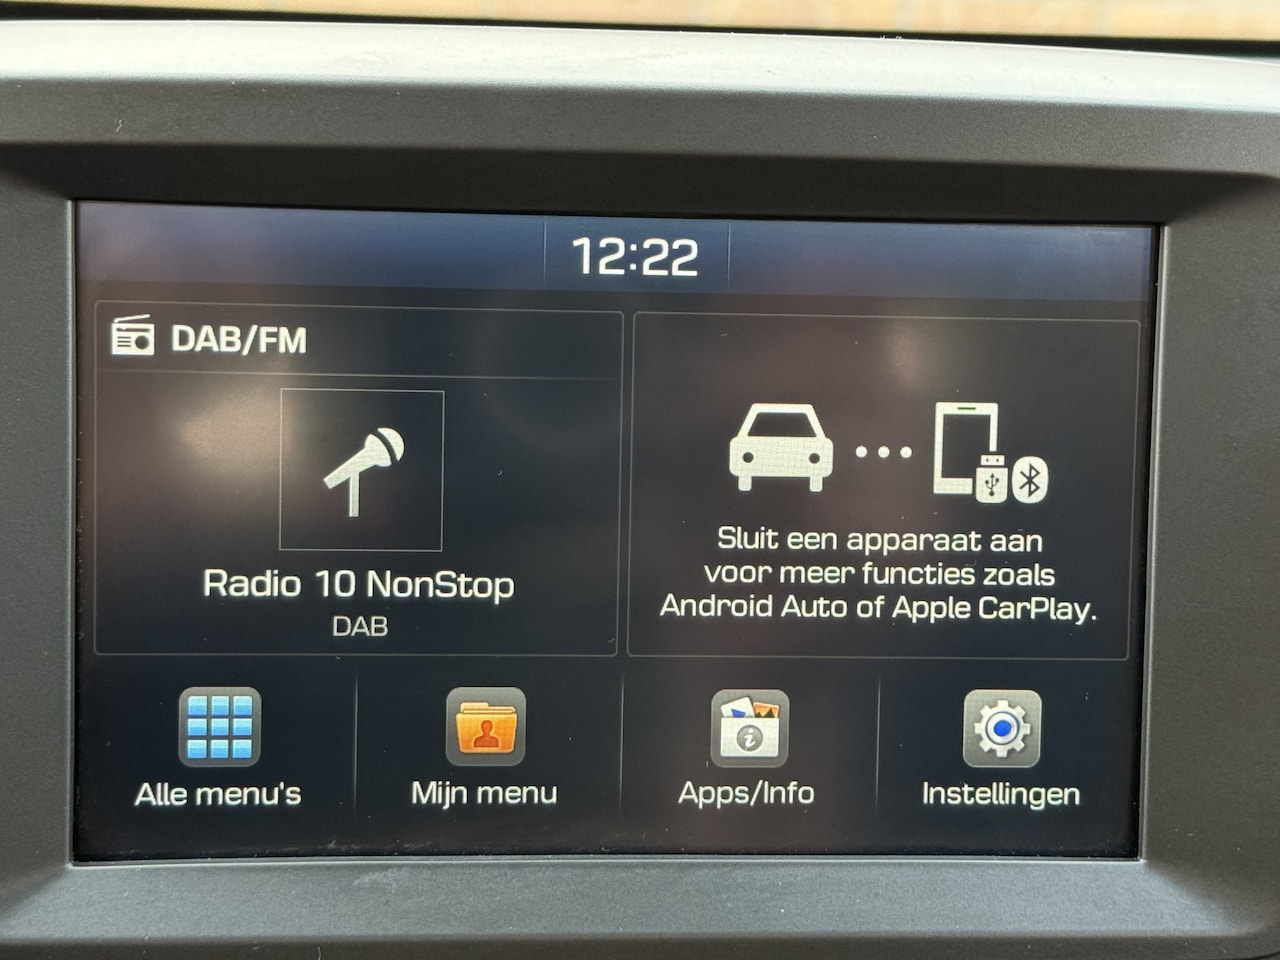 12:22
DAB/FM
Radio 10 NonStop
DAB
Sluit een apparaat aan
voor meer functies zoals
Android Auto of Apple CarPlay.
Alle menu's
Mijn menu
Apps/Info
Instellingen